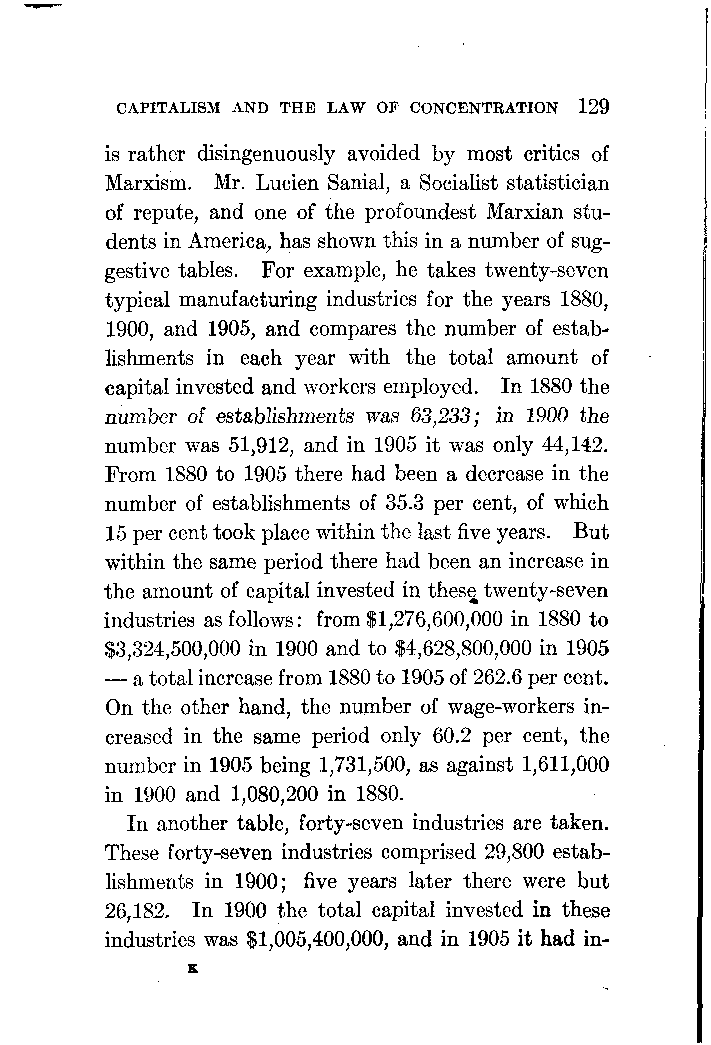 CAPITALISM AND THE LAW OF CONCENTRATION 129
is rather disingenuously avoided by most critics of
Marxism. Mr. Lucien Sanial, a Socialist statistician
of repute, and one of the profoundest Marxian stu-
dents in America, has shown this in a number of sug-
gestive tables. For example, he takes twenty-seven
typical manufacturing industries for the years 1880,
1900, and 1905, and compares the number of estab-
lishments in each year with the total amount of
capital invested and workers employed. In 1880 the
number of establishments was 63,233; in 1900 the
number was 51,912, and in 1905 it was only 44,142.
From 1880 to 1905 there had been a decrease in the
number of establishments of 35.3 per cent, of which
15 per cent took place within the last five years. But
within the same period there had been an increase in
the amount of capital invested in these twenty-seven
industries as follows: from $1,276,600,000 in 1880 to
$3,324,500,000 in 1900 and to $4,628,800,000 in 1905
— a total increase from 1880 to 1905 of 262.6 per cent.
On the other hand, the number of wage-workers in-
creased in the same period only 60.2 per cent, the
number in 1905 being 1,731,500, as against 1,611,000
in 1900 and 1,080,200 in 1880.
In another table, forty-seven industries are taken.
These forty-seven industries comprised 29,800 estab-
lishments in 1900; five years later there were but
26,182. In 1900 the total capital invested in these
industries was $1,005,400,000, and in 1905 it had in-
K